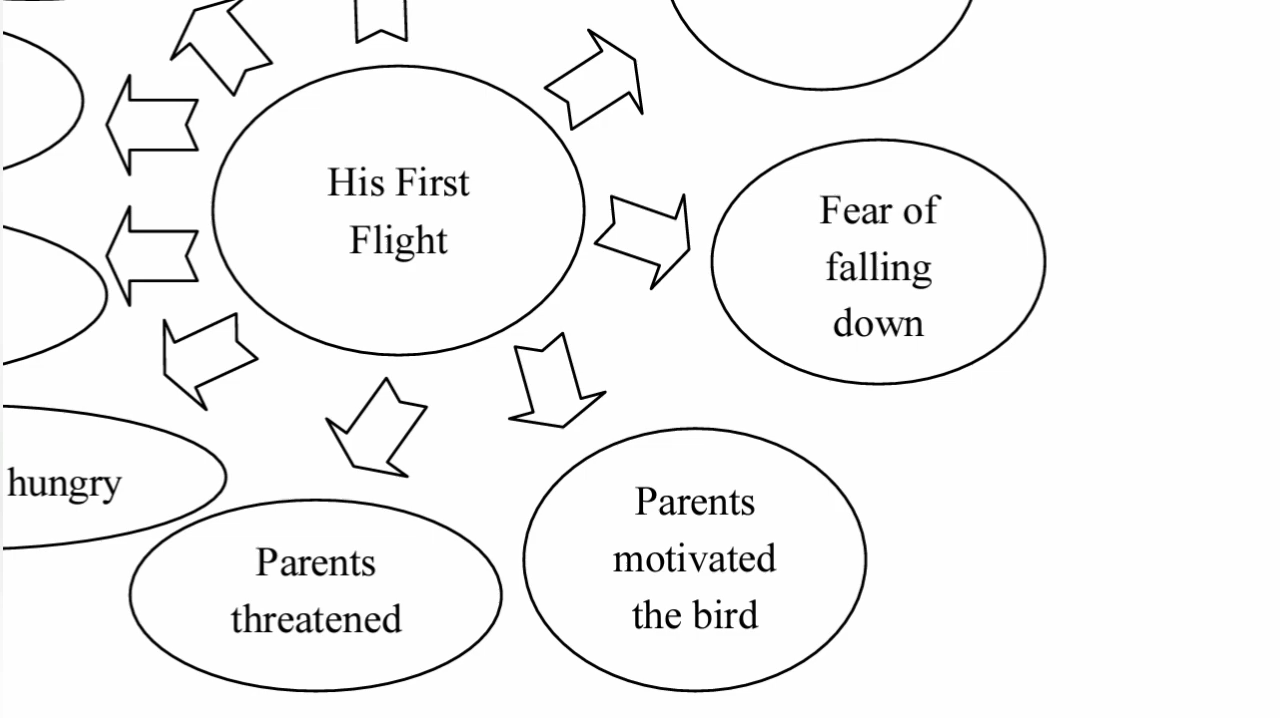 His First
Flight
Fear of
falling
down
hungry
Parents
threatened
Parents
motivated
the bird